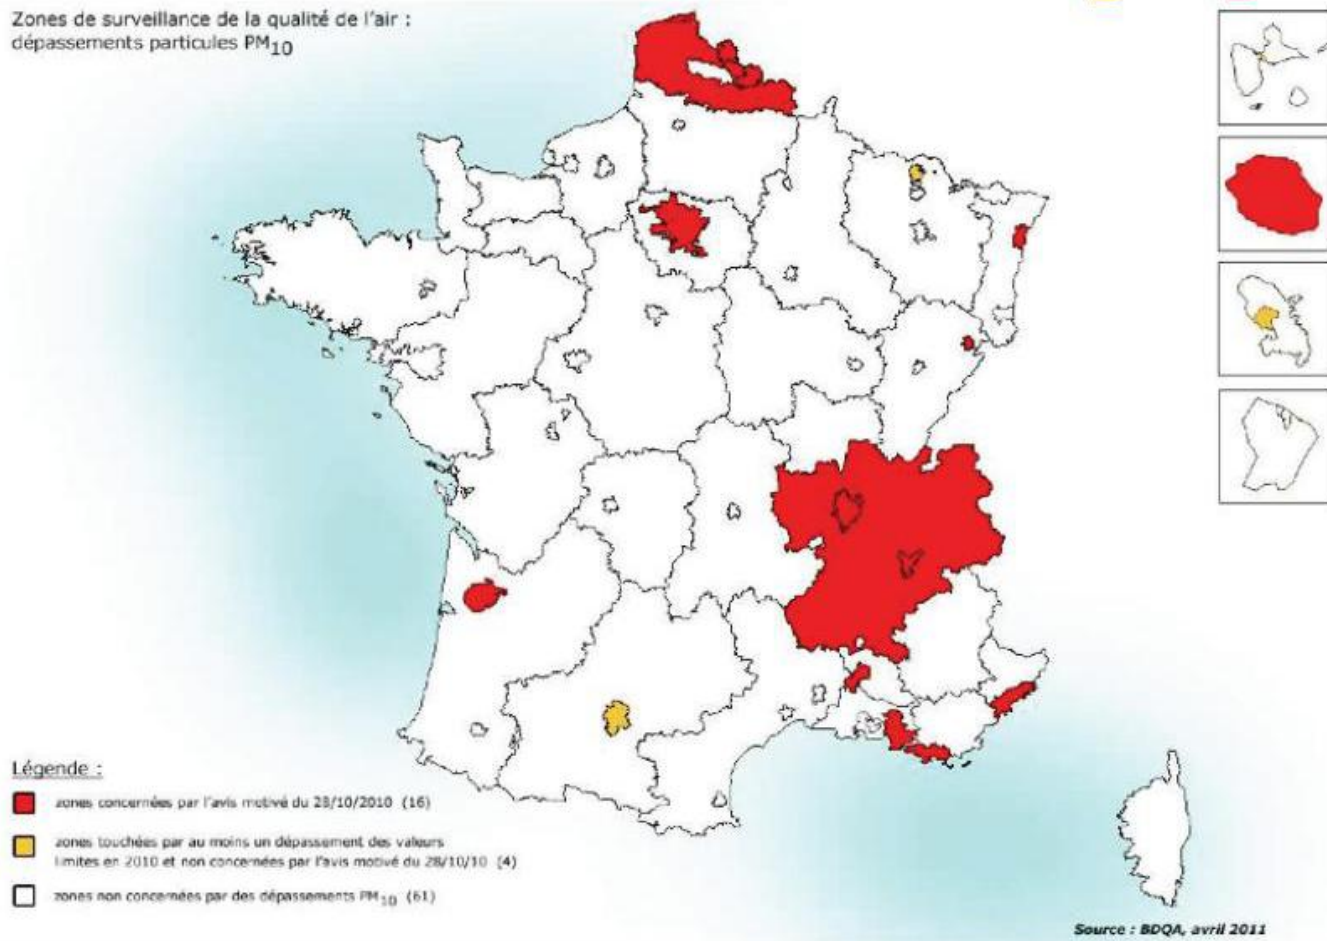 Zones de surveillance de la qualité de l'air :
dépassements particules PM10
Légende :
zones concernées par l'avis motivé du 28/10/2010 (16)
zones touchées par au moins un dépassement des valeurs
limites en 2010 et non concernées par l'avis motivé du 28/10/10 (4)
zones non concernées par des dépassements PM10 (61)
Source : BDQA, avril 2011